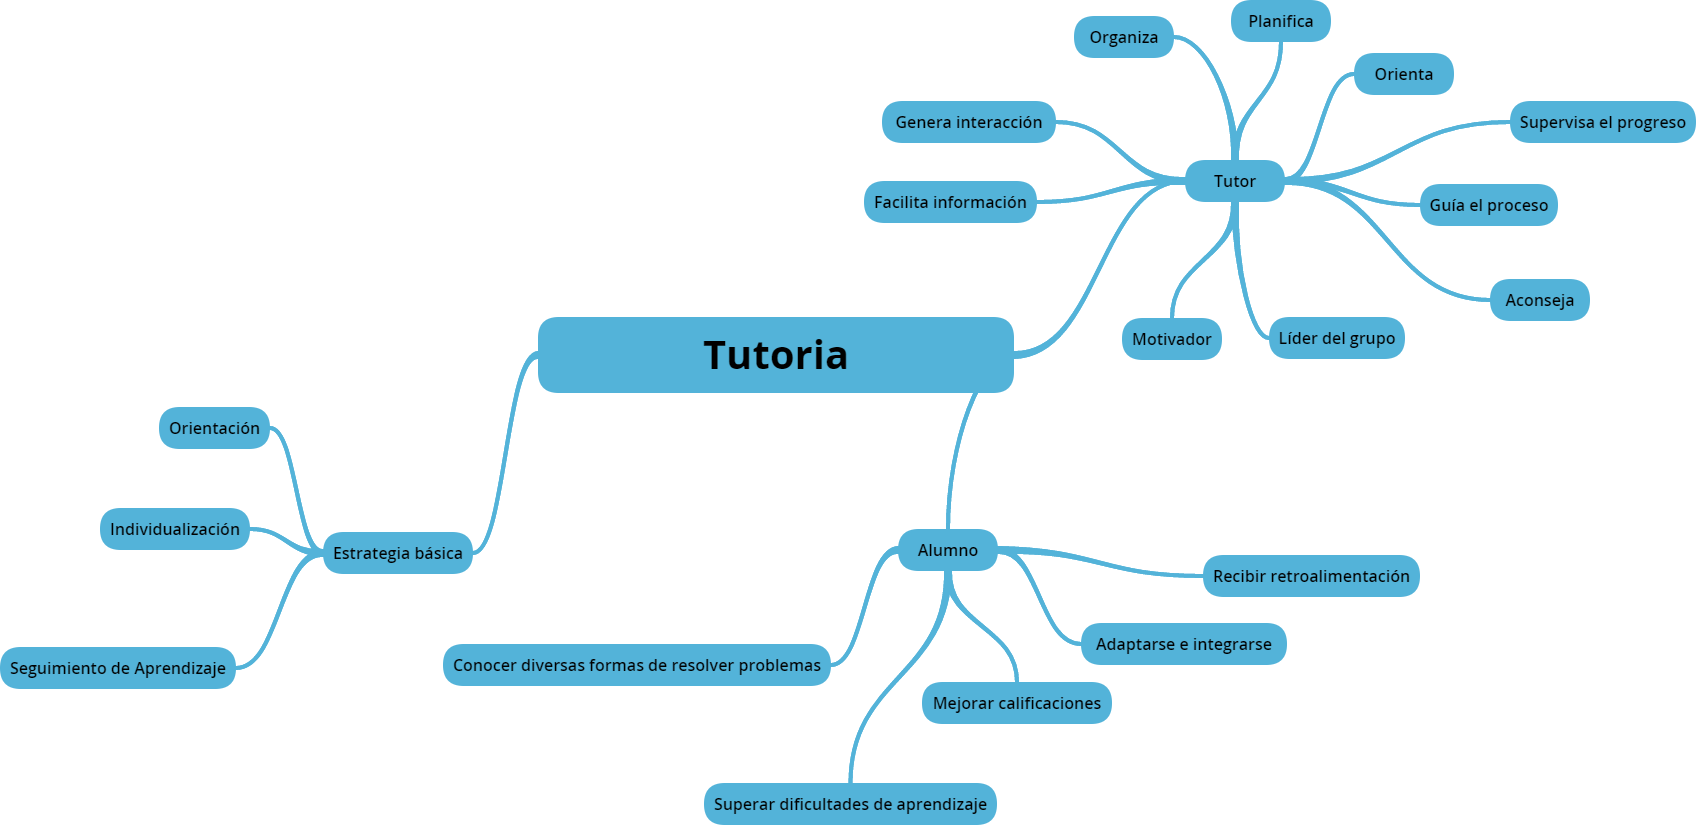 Planifica
Organiza
Orienta
Genera interacción
Supervisa el progreso
Tutor
Facilita información
Guía el proceso
Aconseja
Motivador
Líder del grupo
Tutoria
Orientación
Individualización
Estrategia básica
Seguimiento de Aprendizaje
Alumno
Recibir retroalimentación
Adaptarse e integrarse
Conocer diversas formas de resolver problemas
Mejorar calificaciones
Superar dificultades de aprendizaje